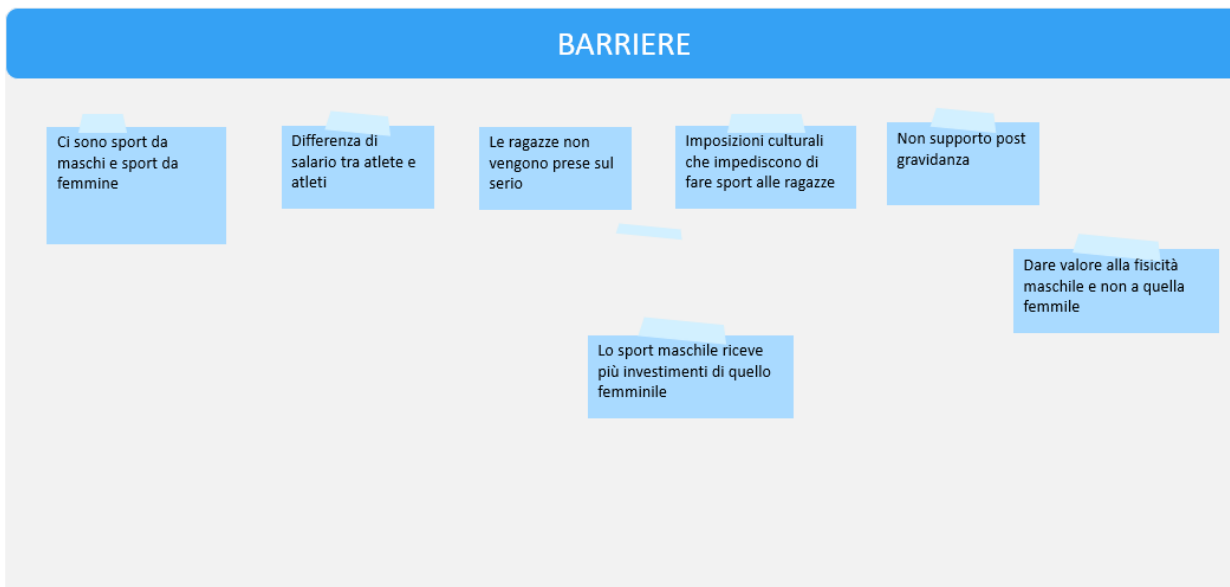 BARRIERE
Ci sono sport da
maschi e sport da
femmine
Differenza di
salario tra atlete e
atleti
Le ragazze non
vengono prese sul
serio
Imposizioni culturali
che impediscono di
fare sport alle ragazze
Non supporto post
gravidanza
Dare valore alla fisicità
maschile e non a quella
femmile
Lo sport maschile riceve
più investimenti di quello
femminile